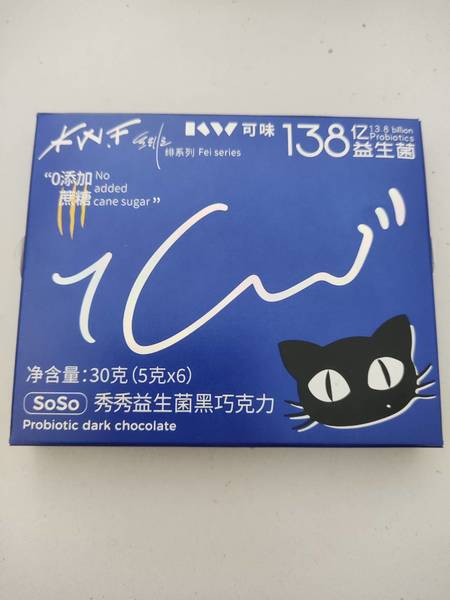 KW 可味
绯系列 Fei series
138亿 13.8 billion
益生菌 Probiotics
“0添加 No added
蔗糖 cane sugar”
净含量:30克(5克x6)
SoSo 秀秀益生菌黑巧克力
Probiotic dark chocolate